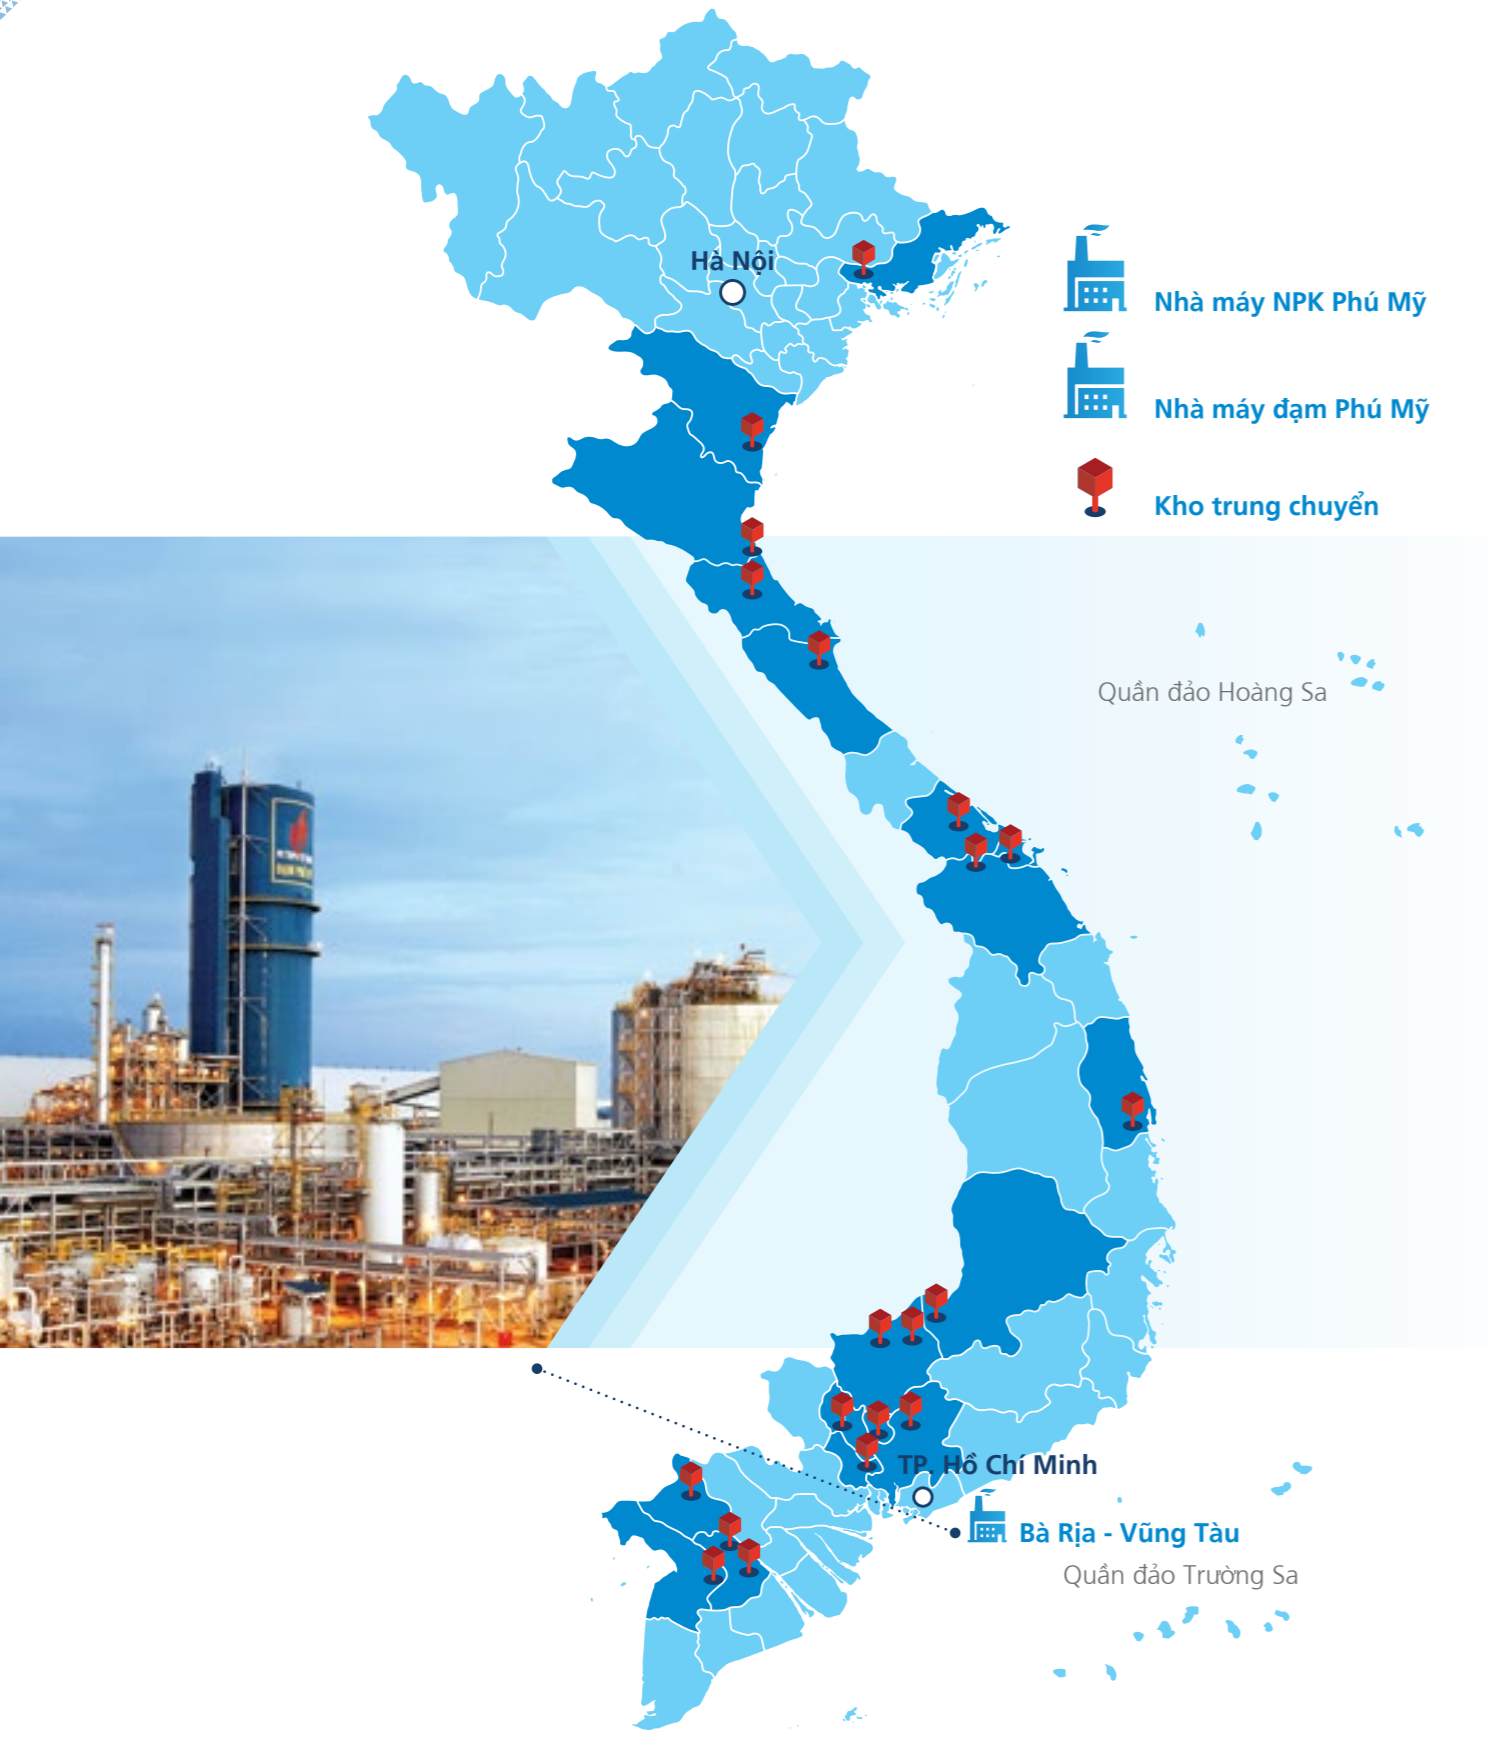 Hà Nội
Nhà máy NPK Phú Mỹ
Nhà máy đạm Phú Mỹ
Kho trung chuyển
Quần đảo Hoàng Sa
TP. Hồ Chí Minh
Bà Rịa - Vũng Tàu
Quần đảo Trường Sa